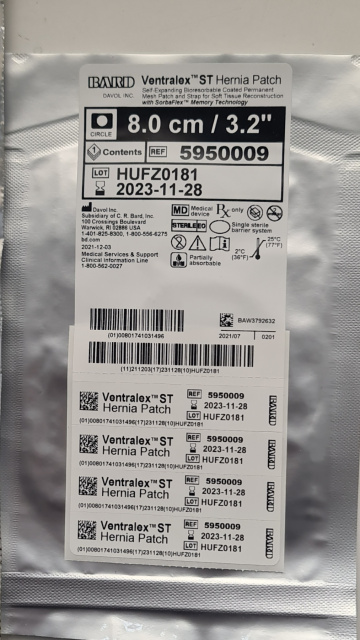 BARD Ventralex™ ST Hernia Patch
DAVOL INC. Self-Expanding Bioresorbable Coated Permanent
Mesh Patch and Strap for Soft Tissue Reconstruction
with SorbaFlex™ Memory Technology
CIRCLE 8.0 cm / 3.2"
1 Contents REF 5950009
LOT HUFZ0181
2023-11-28
Davol Inc.
Subsidiary of C. R. Bard, Inc.
100 Crossings Boulevard
Warwick, RI 02886 USA
1-401-825-8300, 1-800-556-6275
bd.com
2021-12-03
Medical Services & Support
Clinical Information Line
1-800-562-0027
MD Medical device Rx only
STERILE EO Single sterile barrier system
2°C (36°F) 25°C (77°F)
Partially absorbable
BAW3792632
(01)00801741031496 2021/07 0201
(11)211203(17)231128(10)HUFZ0181
Ventralex™ ST REF 5950009
Hernia Patch 2023-11-28
LOT HUFZ0181
(01)00801741031496(17)231128(10)HUFZ0181
BARD
Ventralex™ ST REF 5950009
Hernia Patch 2023-11-28
LOT HUFZ0181
(01)00801741031496(17)231128(10)HUFZ0181
BARD
Ventralex™ ST REF 5950009
Hernia Patch 2023-11-28
LOT HUFZ0181
(01)00801741031496(17)231128(10)HUFZ0181
BARD
Ventralex™ ST REF 5950009
Hernia Patch 2023-11-28
LOT HUFZ0181
(01)00801741031496(17)231128(10)HUFZ0181
BARD